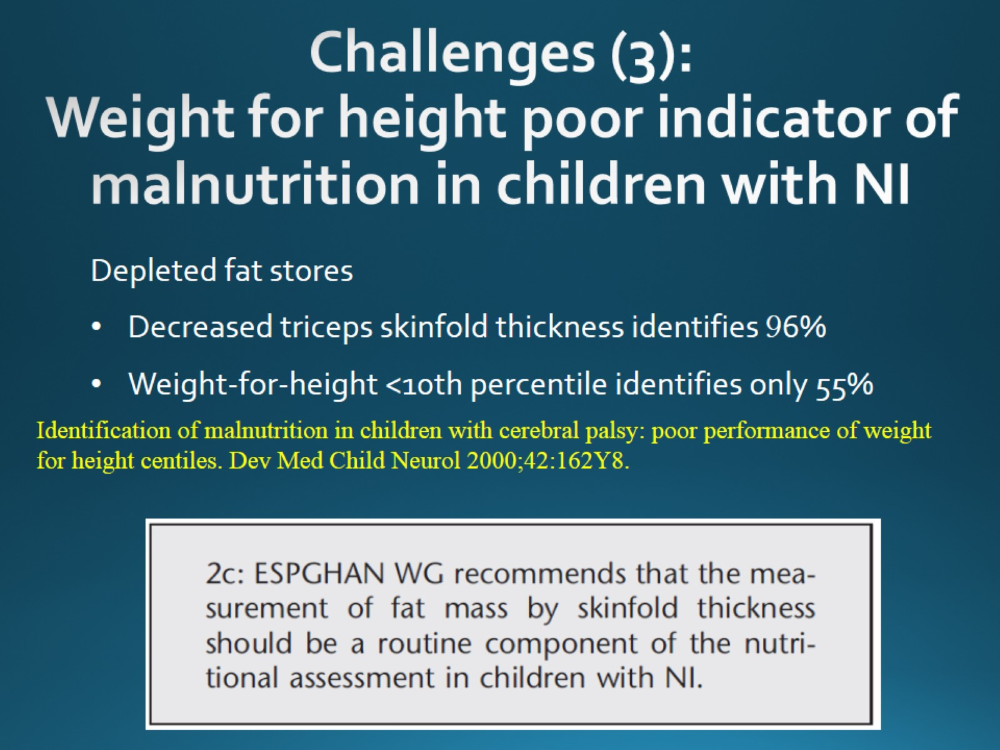 Challenges (3):
Weight for height poor indicator of
malnutrition in children with NI
Depleted fat stores
• Decreased triceps skinfold thickness identifies 96%
• Weight-for-height <10th percentile identifies only 55%
Identification of malnutrition in children with cerebral palsy: poor performance of weight
for height centiles. Dev Med Child Neurol 2000;42:162Y8.
2c: ESPGHAN WG recommends that the mea-
surement of fat mass by skinfold thickness
should be a routine component of the nutri-
tional assessment in children with NI.